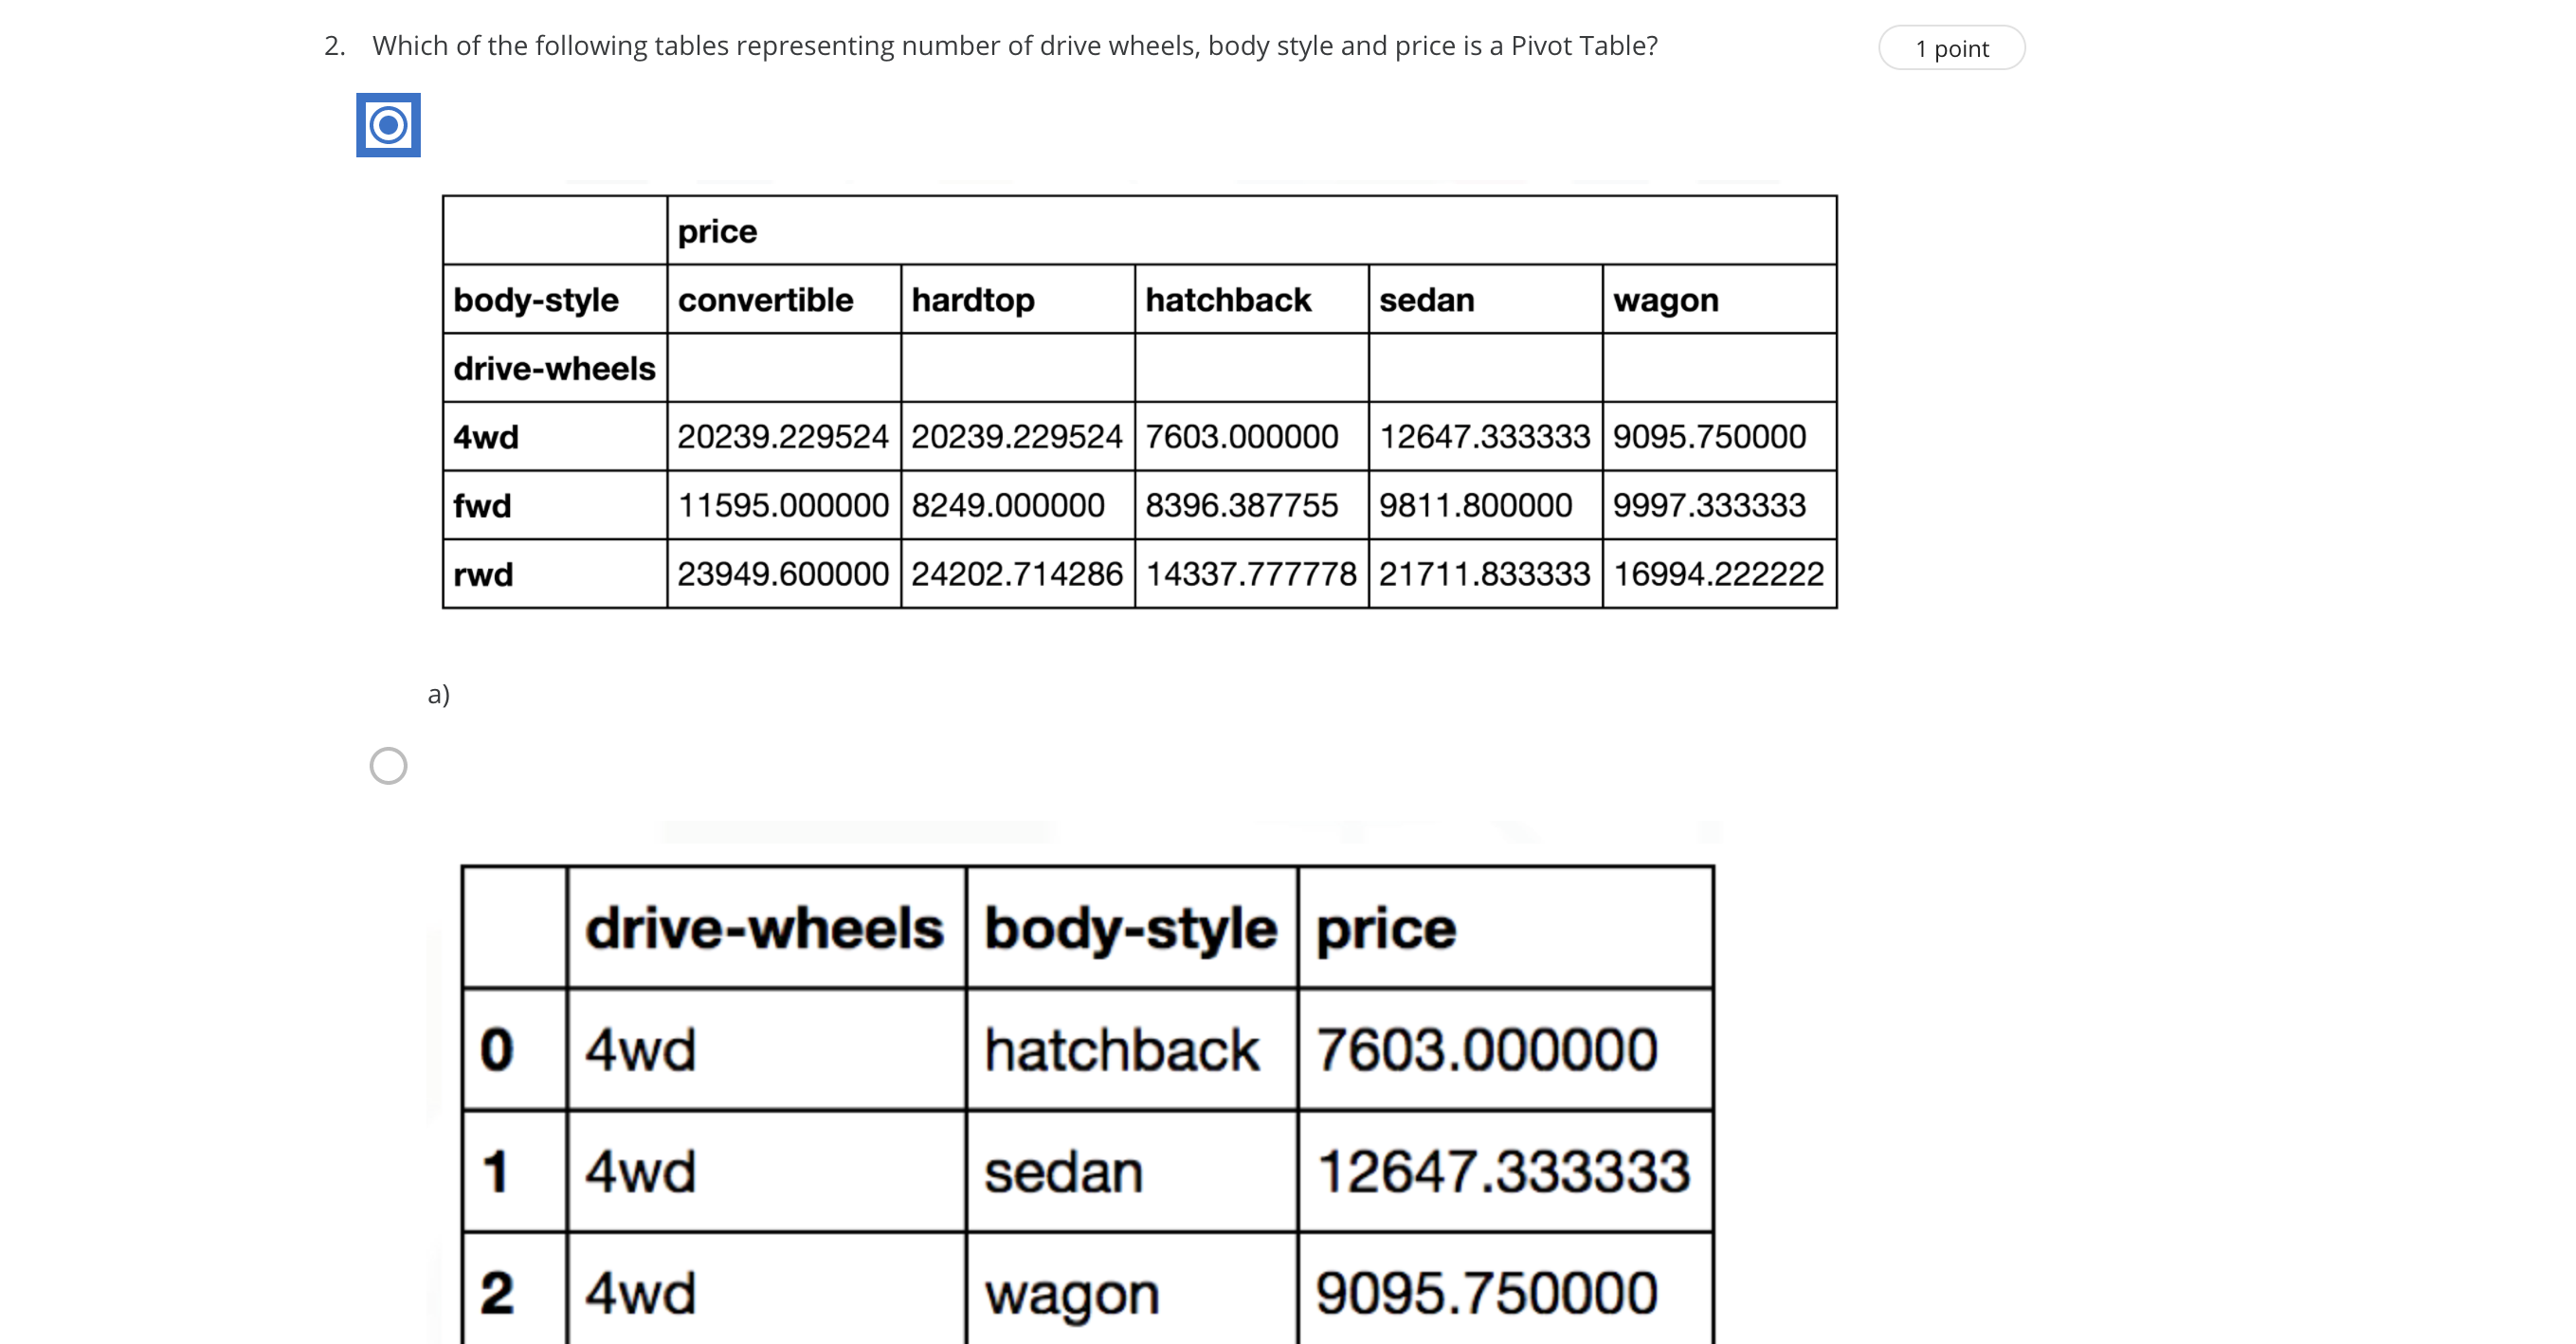 2. Which of the following tables representing number of drive wheels, body style and price is a Pivot Table?
1 point
price
body-style convertible hardtop hatchback sedan wagon
drive-wheels
4wd 20239.229524 20239.229524 7603.000000 12647.333333 9095.750000
fwd 11595.000000 8249.000000 8396.387755 9811.800000 9997.333333
rwd 23949.600000 24202.714286 14337.777778 21711.833333 16994.222222
a)
drive-wheels body-style price
0 4wd hatchback 7603.000000
1 4wd sedan 12647.333333
2 4wd wagon 9095.750000